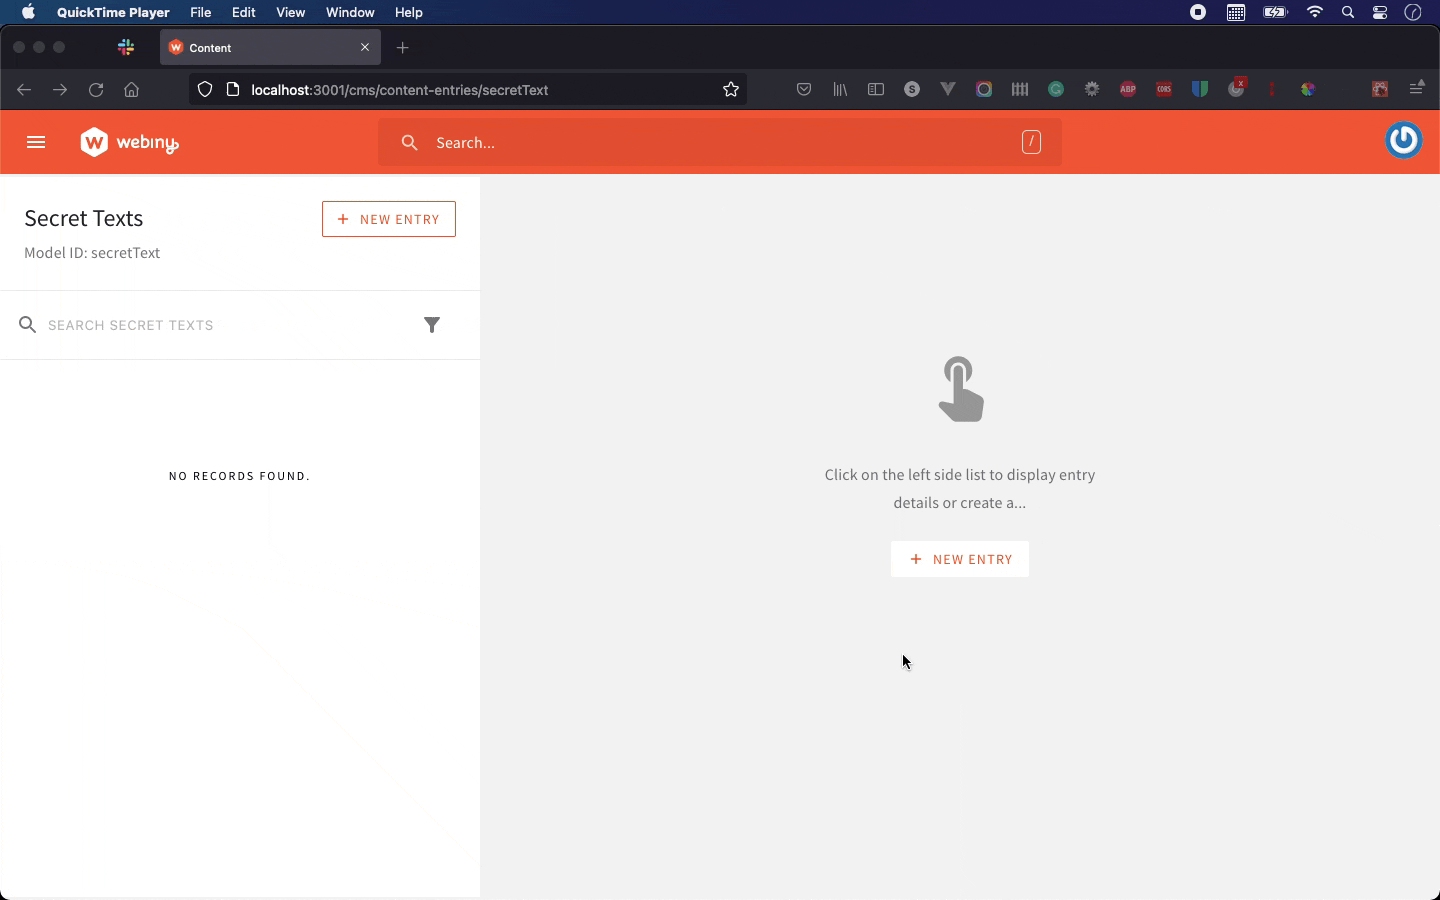 QuickTime Player File Edit View Window Help
Content
localhost:3001/cms/content-entries/secretText
S
ABP
CORS
x
W webiny
Search...
/
Secret Texts
+ NEW ENTRY
Model ID: secretText
SEARCH SECRET TEXTS
NO RECORDS FOUND.
Click on the left side list to display entry
details or create a...
+ NEW ENTRY